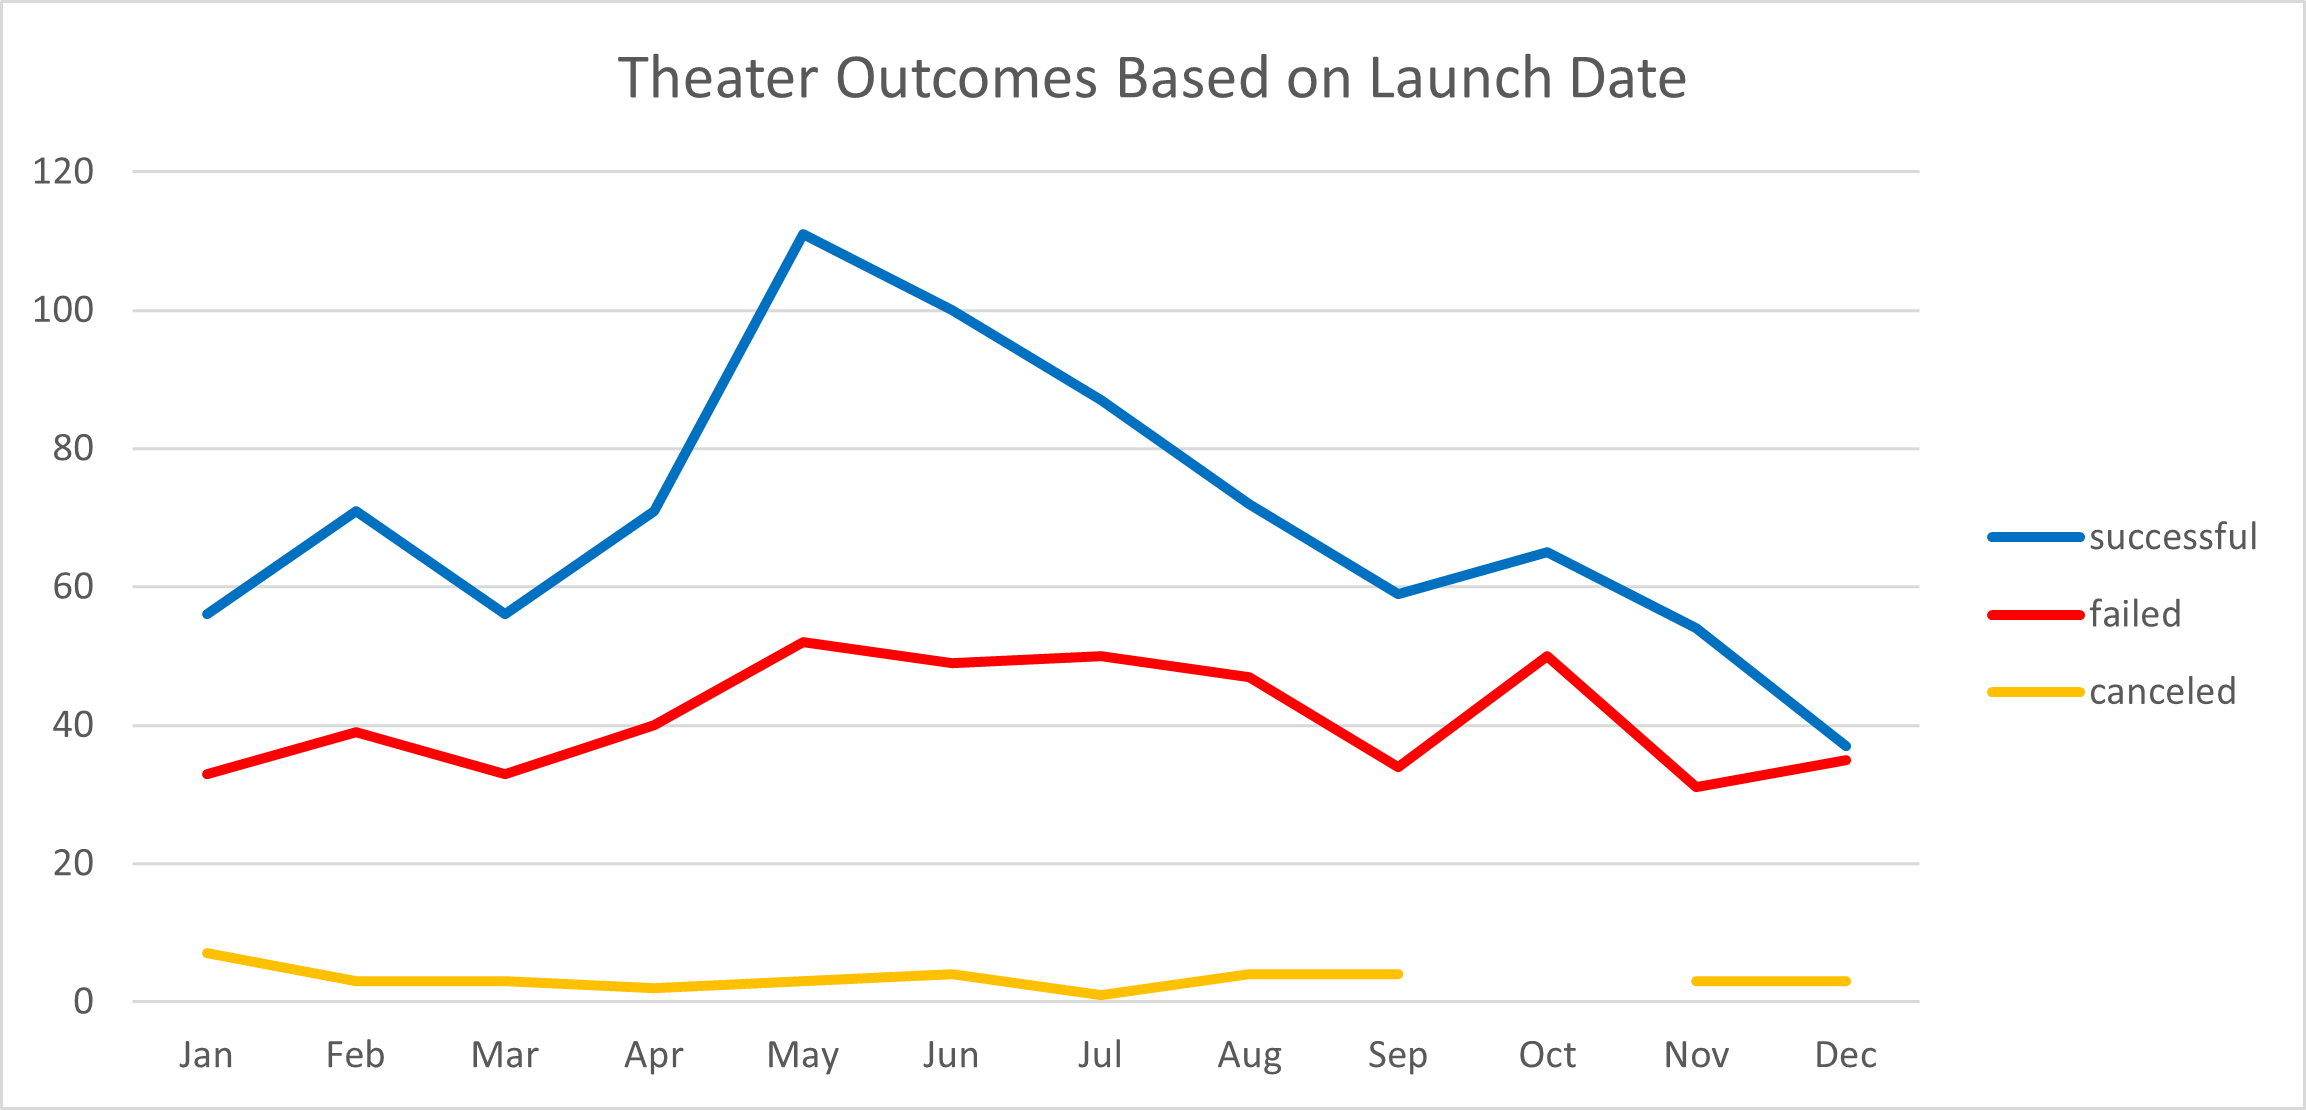 Theater Outcomes Based on Launch Date
120
100
80
60
40
20
0
Jan Feb Mar Apr May Jun Jul Aug Sep Oct Nov Dec
successful
failed
canceled